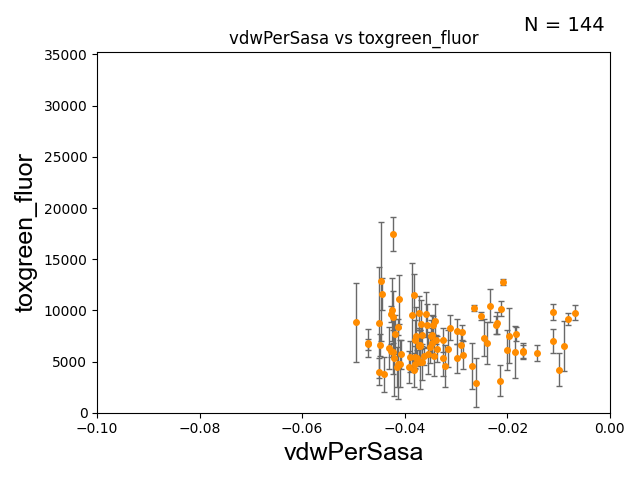 N = 144
vdwPerSasa vs toxgreen_fluor
35000
30000
25000
20000
15000
10000
5000
0
toxgreen_fluor
−0.10 −0.08 −0.06 −0.04 −0.02 0.00
vdwPerSasa